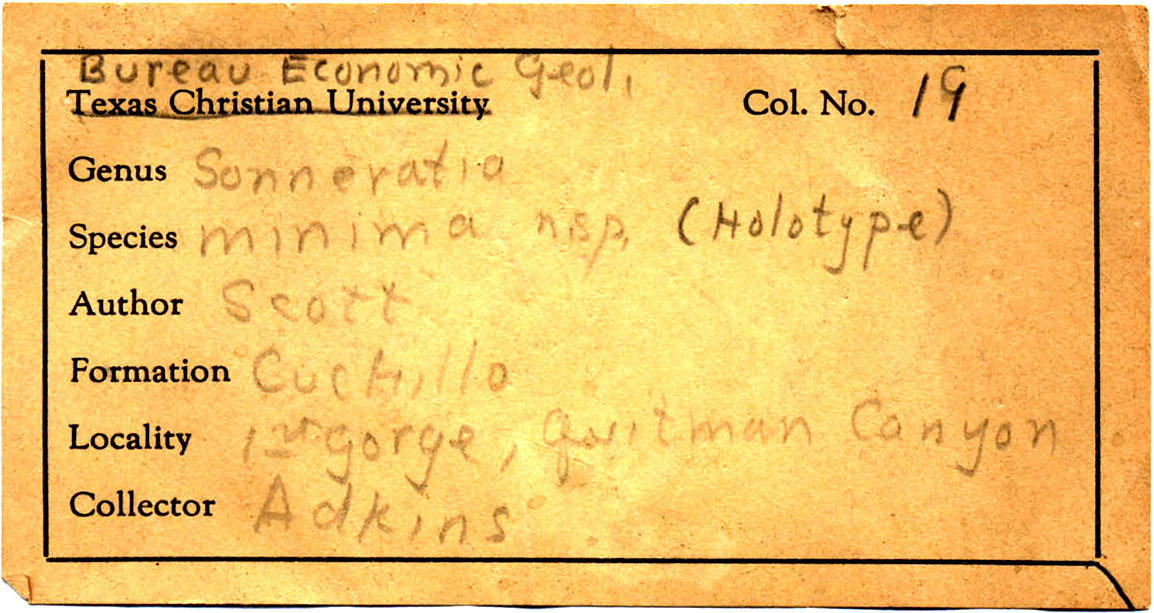 Bureau Economic Geol.
Texas Christian University Col. No. 19
Genus Sonneratia
Species minima nsp. (Holotype)
Author Scott
Formation Cuchillo
Locality 1st gorge, Quitman Canyon.
Collector Adkins